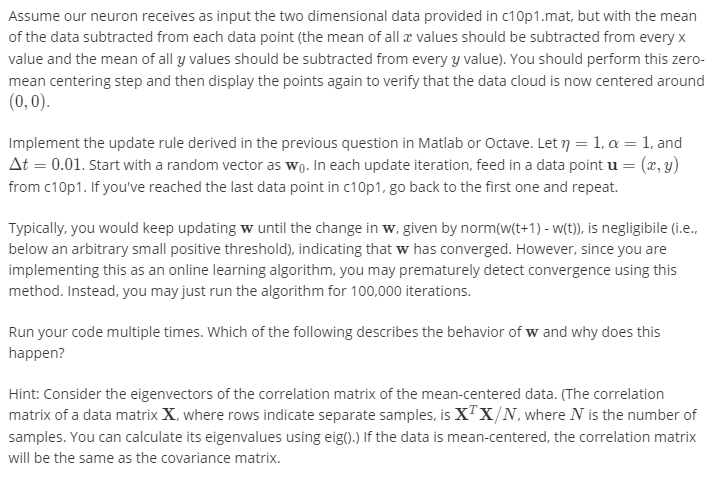 Assume our neuron receives as input the two dimensional data provided in c10p1.mat, but with the mean
of the data subtracted from each data point (the mean of all x values should be subtracted from every x
value and the mean of all y values should be subtracted from every y value). You should perform this zero-
mean centering step and then display the points again to verify that the data cloud is now centered around
(0, 0).
Implement the update rule derived in the previous question in Matlab or Octave. Let η = 1, α = 1, and
Δt = 0.01. Start with a random vector as w₀. In each update iteration, feed in a data point u = (x, y)
from c10p1. If you've reached the last data point in c10p1, go back to the first one and repeat.
Typically, you would keep updating w until the change in w, given by norm(w(t+1) - w(t)), is negligibile (i.e.,
below an arbitrary small positive threshold), indicating that w has converged. However, since you are
implementing this as an online learning algorithm, you may prematurely detect convergence using this
method. Instead, you may just run the algorithm for 100,000 iterations.
Run your code multiple times. Which of the following describes the behavior of w and why does this
happen?
Hint: Consider the eigenvectors of the correlation matrix of the mean-centered data. (The correlation
matrix of a data matrix X, where rows indicate separate samples, is XᵀX/N, where N is the number of
samples. You can calculate its eigenvalues using eig().) If the data is mean-centered, the correlation matrix
will be the same as the covariance matrix.